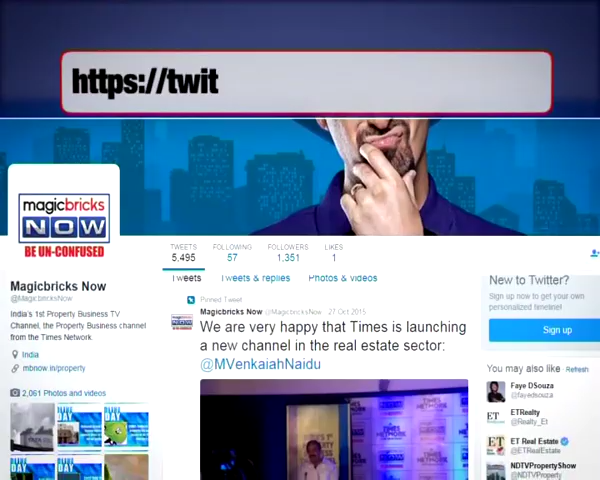 https://twit
magicbricks
NOW
BE UN-CONFUSED
TWEETS
FOLLOWING
FOLLOWERS
LIKES
5,495
57
1,351
1
Tweets
Tweets & replies
Photos & videos
Magicbricks Now
@MagicbricksNow
India's 1st Property Business TV
Channel, the Property Business channel
from the Times Network
India
mbnow.in/property
2,061 Photos and videos
Pinned Tweet
Magicbricks Now @MagicbricksNow · 27 Oct 2015
We are very happy that Times is launching
a new channel in the real estate sector:
@MVenkaiahNaidu
TIMES
NETWORK
New to Twitter?
Sign up now to get your own
personalized timeline!
Sign up
You may also like · Refresh
Faye DSouza
@fayedsouza
ET
ETRealty
@Realty_Et
ET
ET Real Estate
@ETRealEstate
NDTVPropertyShow
@NDTVProperty